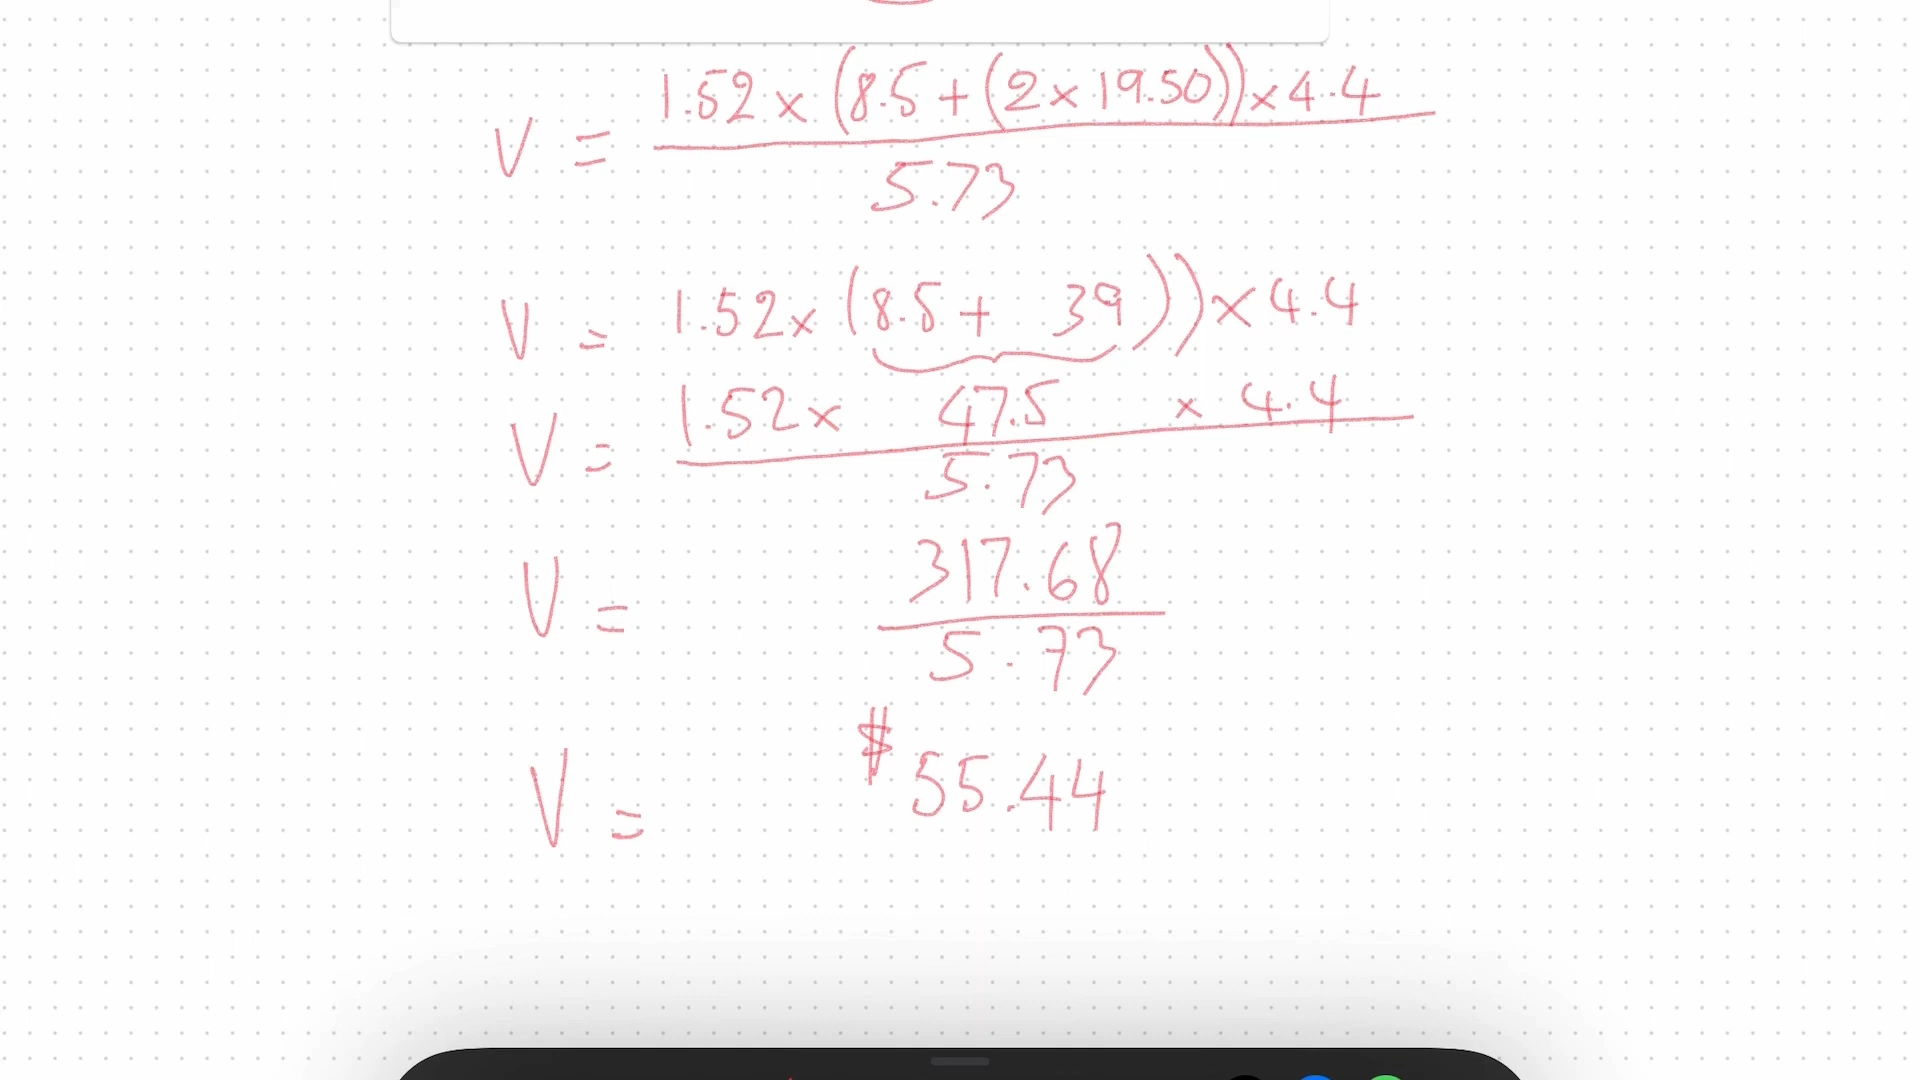 V = 1.52 x (8.5 + (2 x 19.50)) x 4.4
5.73
V = 1.52 x (8.5 + 39)) x 4.4
V = 1.52 x 47.5 x 4.4
5.73
V = 317.68
5.73
V = $55.44